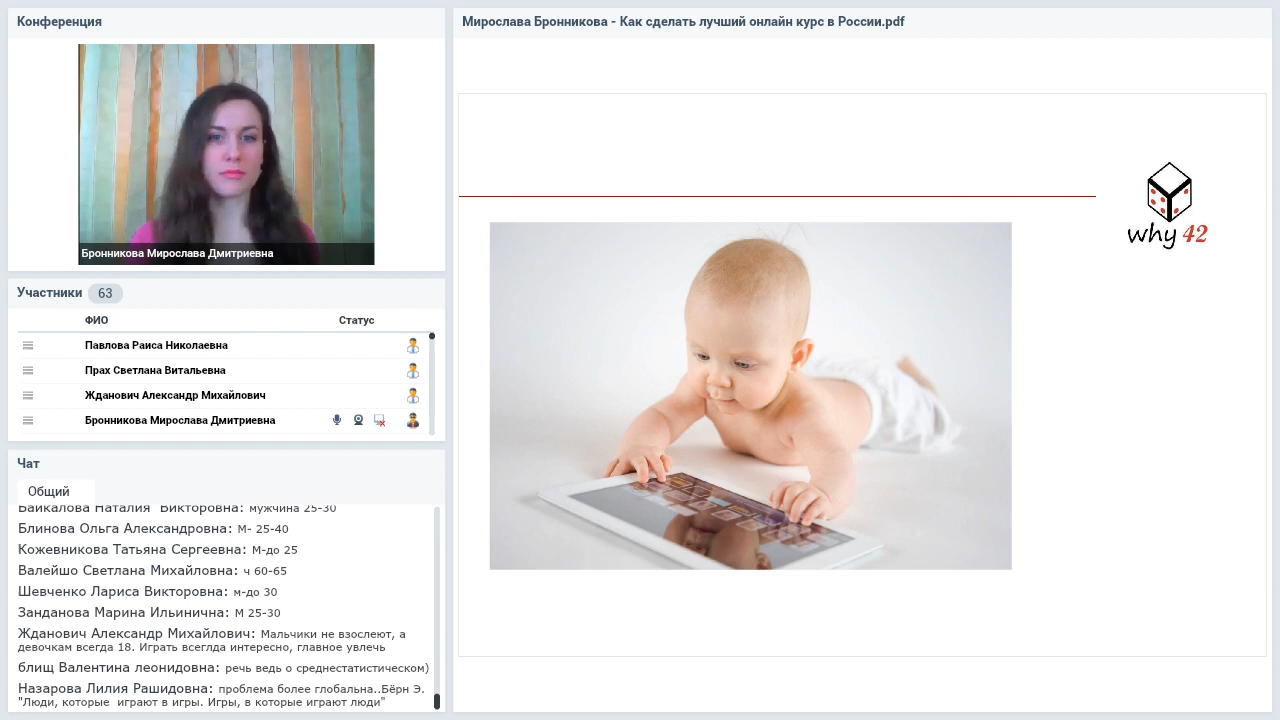 Конференция
Бронникова Мирослава Дмитриевна
Участники 63
ФИО Статус
Павлова Раиса Николаевна
Прах Светлана Витальевна
Жданович Александр Михайлович
Бронникова Мирослава Дмитриевна
Чат
Общий
Байкалова Наталия Викторовна: мужчина 25-30
Блинова Ольга Александровна: М- 25-40
Кожевникова Татьяна Сергеевна: М-до 25
Валейшо Светлана Михайловна: ч 60-65
Шевченко Лариса Викторовна: м-до 30
Занданова Марина Ильинична: М 25-30
Жданович Александр Михайлович: Мальчики не взослеют, а
девочкам всегда 18. Играть всеглда интересно, главное увлечь
блищ Валентина леонидовна: речь ведь о среднестатистическом)
Назарова Лилия Рашидовна: проблема более глобальна..Бёрн Э.
"Люди, которые играют в игры. Игры, в которые играют люди"
Мирослава Бронникова - Как сделать лучший онлайн курс в России.pdf
why 42